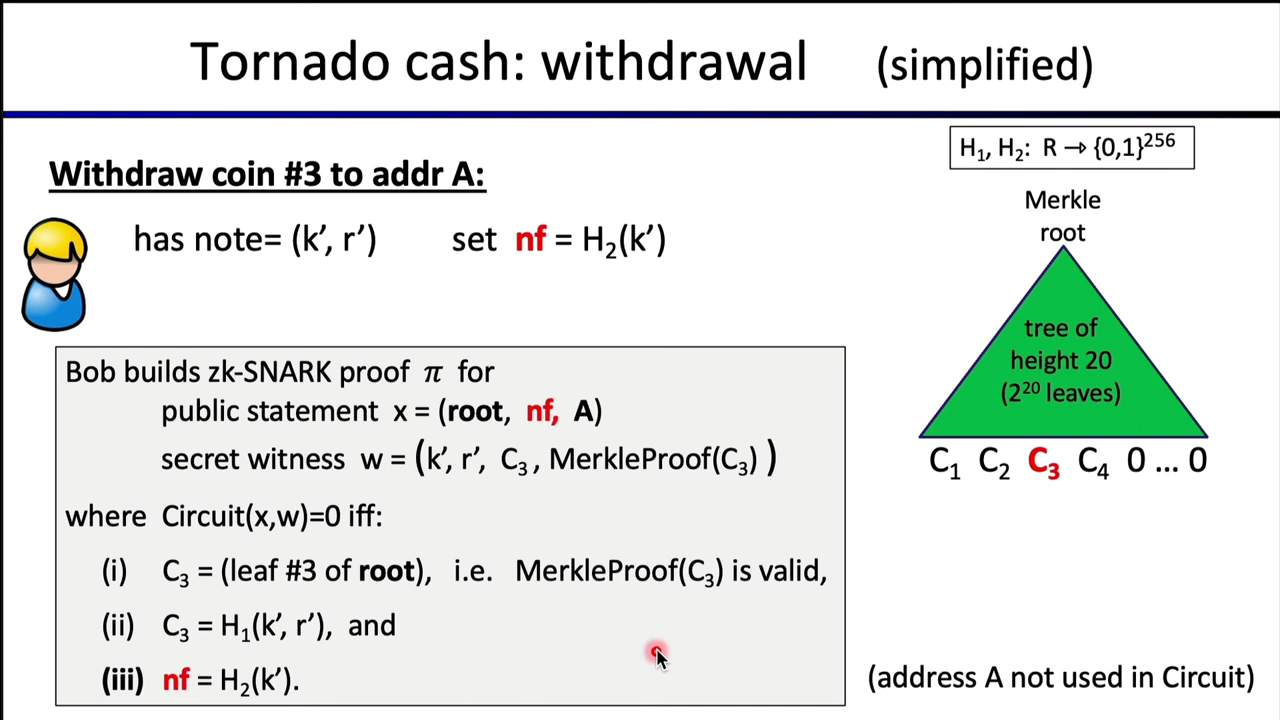 Tornado cash: withdrawal (simplified)
H₁, H₂: R → {0,1}²⁵⁶
Withdraw coin #3 to addr A:
has note= (k’, r’) set nf = H₂(k’)
Merkle
root
tree of
height 20
(2²⁰ leaves)
C₁ C₂ C₃ C₄ 0 ... 0
Bob builds zk-SNARK proof π for
public statement x = (root, nf, A)
secret witness w = (k’, r’, C₃, MerkleProof(C₃))
where Circuit(x,w)=0 iff:
(i) C₃ = (leaf #3 of root), i.e. MerkleProof(C₃) is valid,
(ii) C₃ = H₁(k’, r’), and
(iii) nf = H₂(k’).
(address A not used in Circuit)